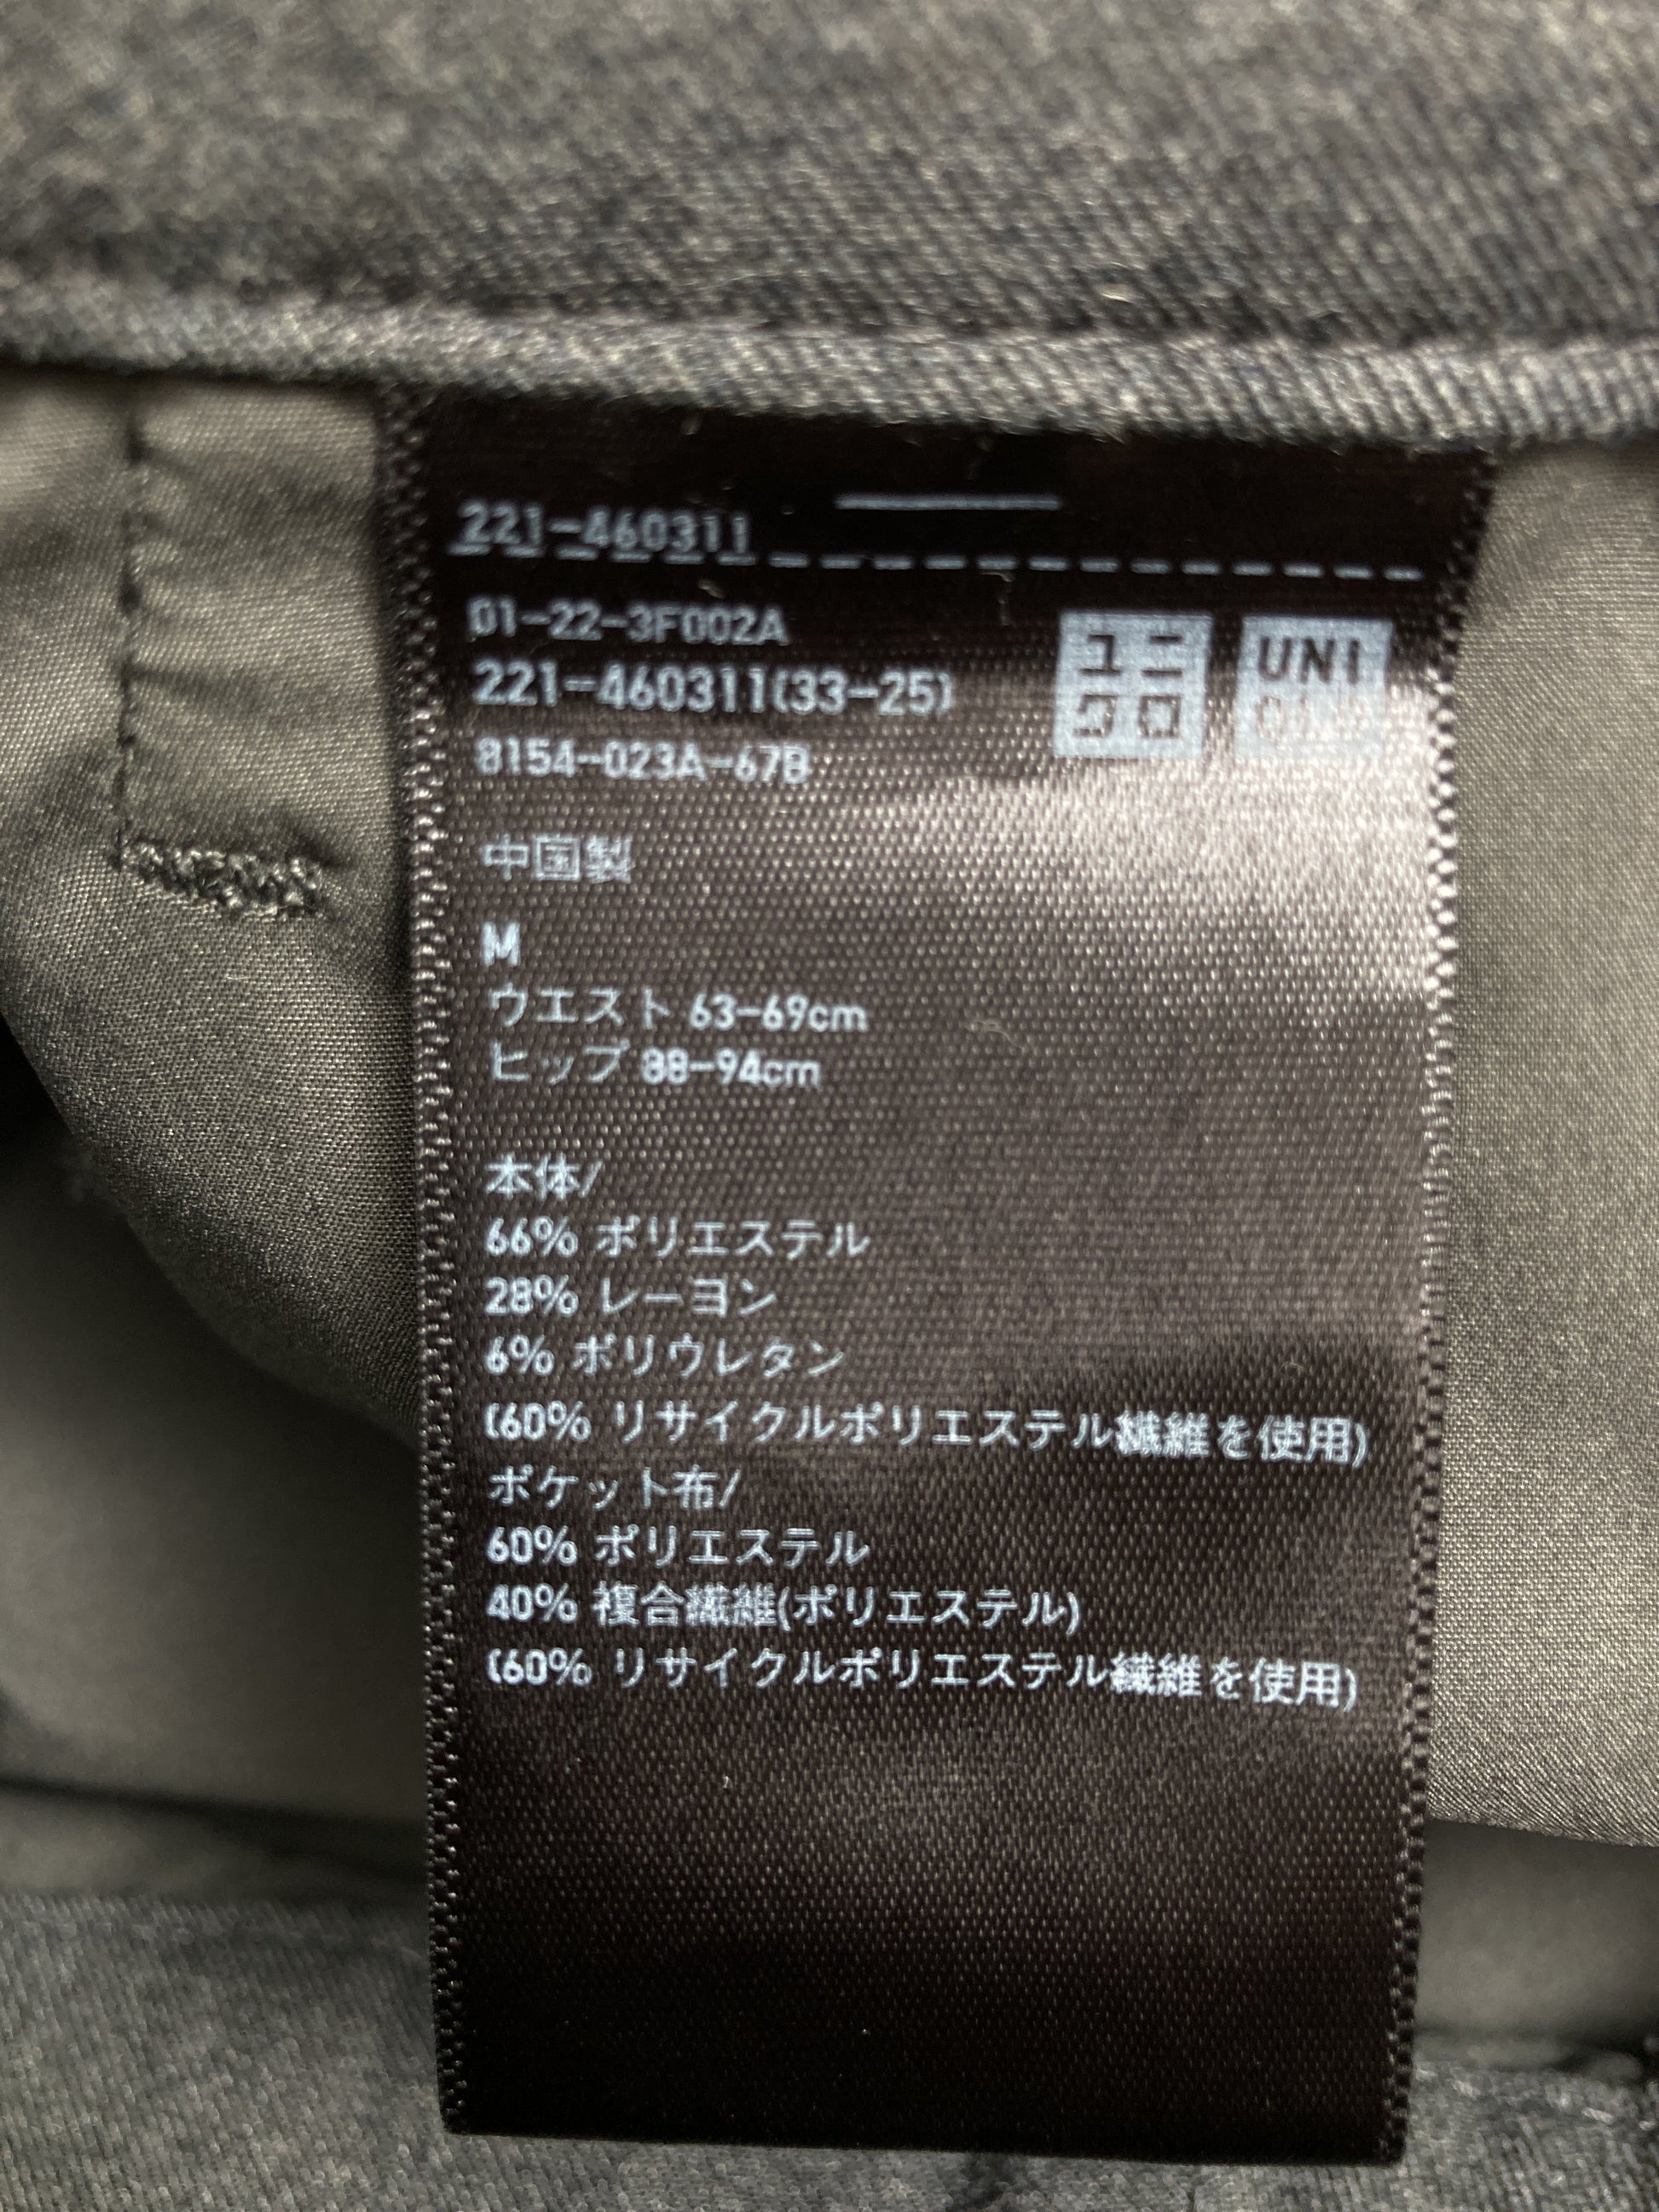 221-460311
01-22-3F002A
221-460311(33-25)
8154-023A-67B
ユニ
クロ
UNI
QLO
中国製
M
ウエスト 63-69cm
ヒップ 88-94cm
本体/
66% ポリエステル
28% レーヨン
6% ポリウレタン
(60% リサイクルポリエステル繊維を使用)
ポケット布/
60% ポリエステル
40% 複合繊維(ポリエステル)
(60% リサイクルポリエステル繊維を使用)